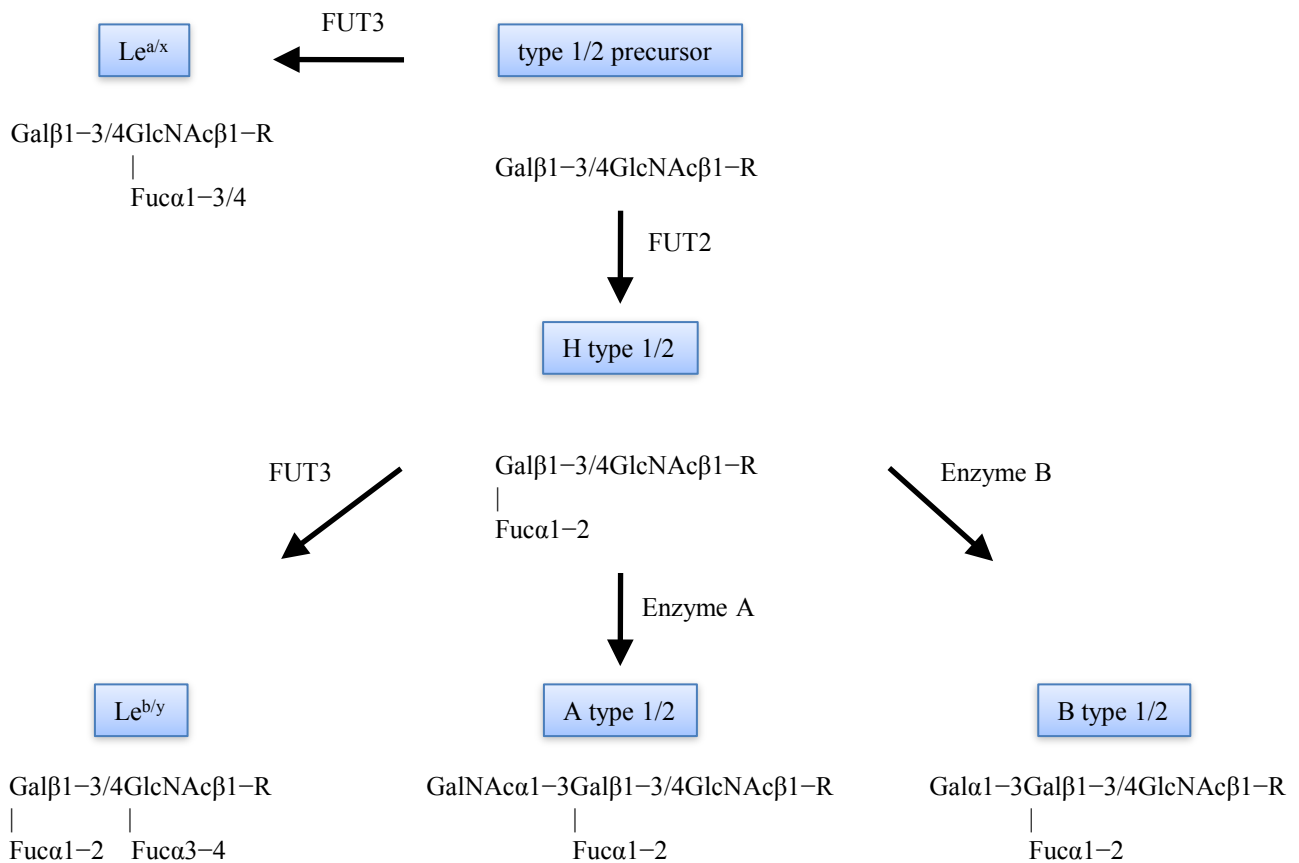 FUT3
Le^a/x
type 1/2 precursor
Galβ1−3/4GlcNAcβ1−R
|
Fucα1−3/4
Galβ1−3/4GlcNAcβ1−R
FUT2
H type 1/2
FUT3
Galβ1−3/4GlcNAcβ1−R
|
Fucα1−2
Enzyme B
Enzyme A
Le^b/y
A type 1/2
B type 1/2
Galβ1−3/4GlcNAcβ1−R
| |
Fucα1−2 Fucα3−4
GalNAcα1−3Galβ1−3/4GlcNAcβ1−R
|
Fucα1−2
Galα1−3Galβ1−3/4GlcNAcβ1−R
|
Fucα1−2